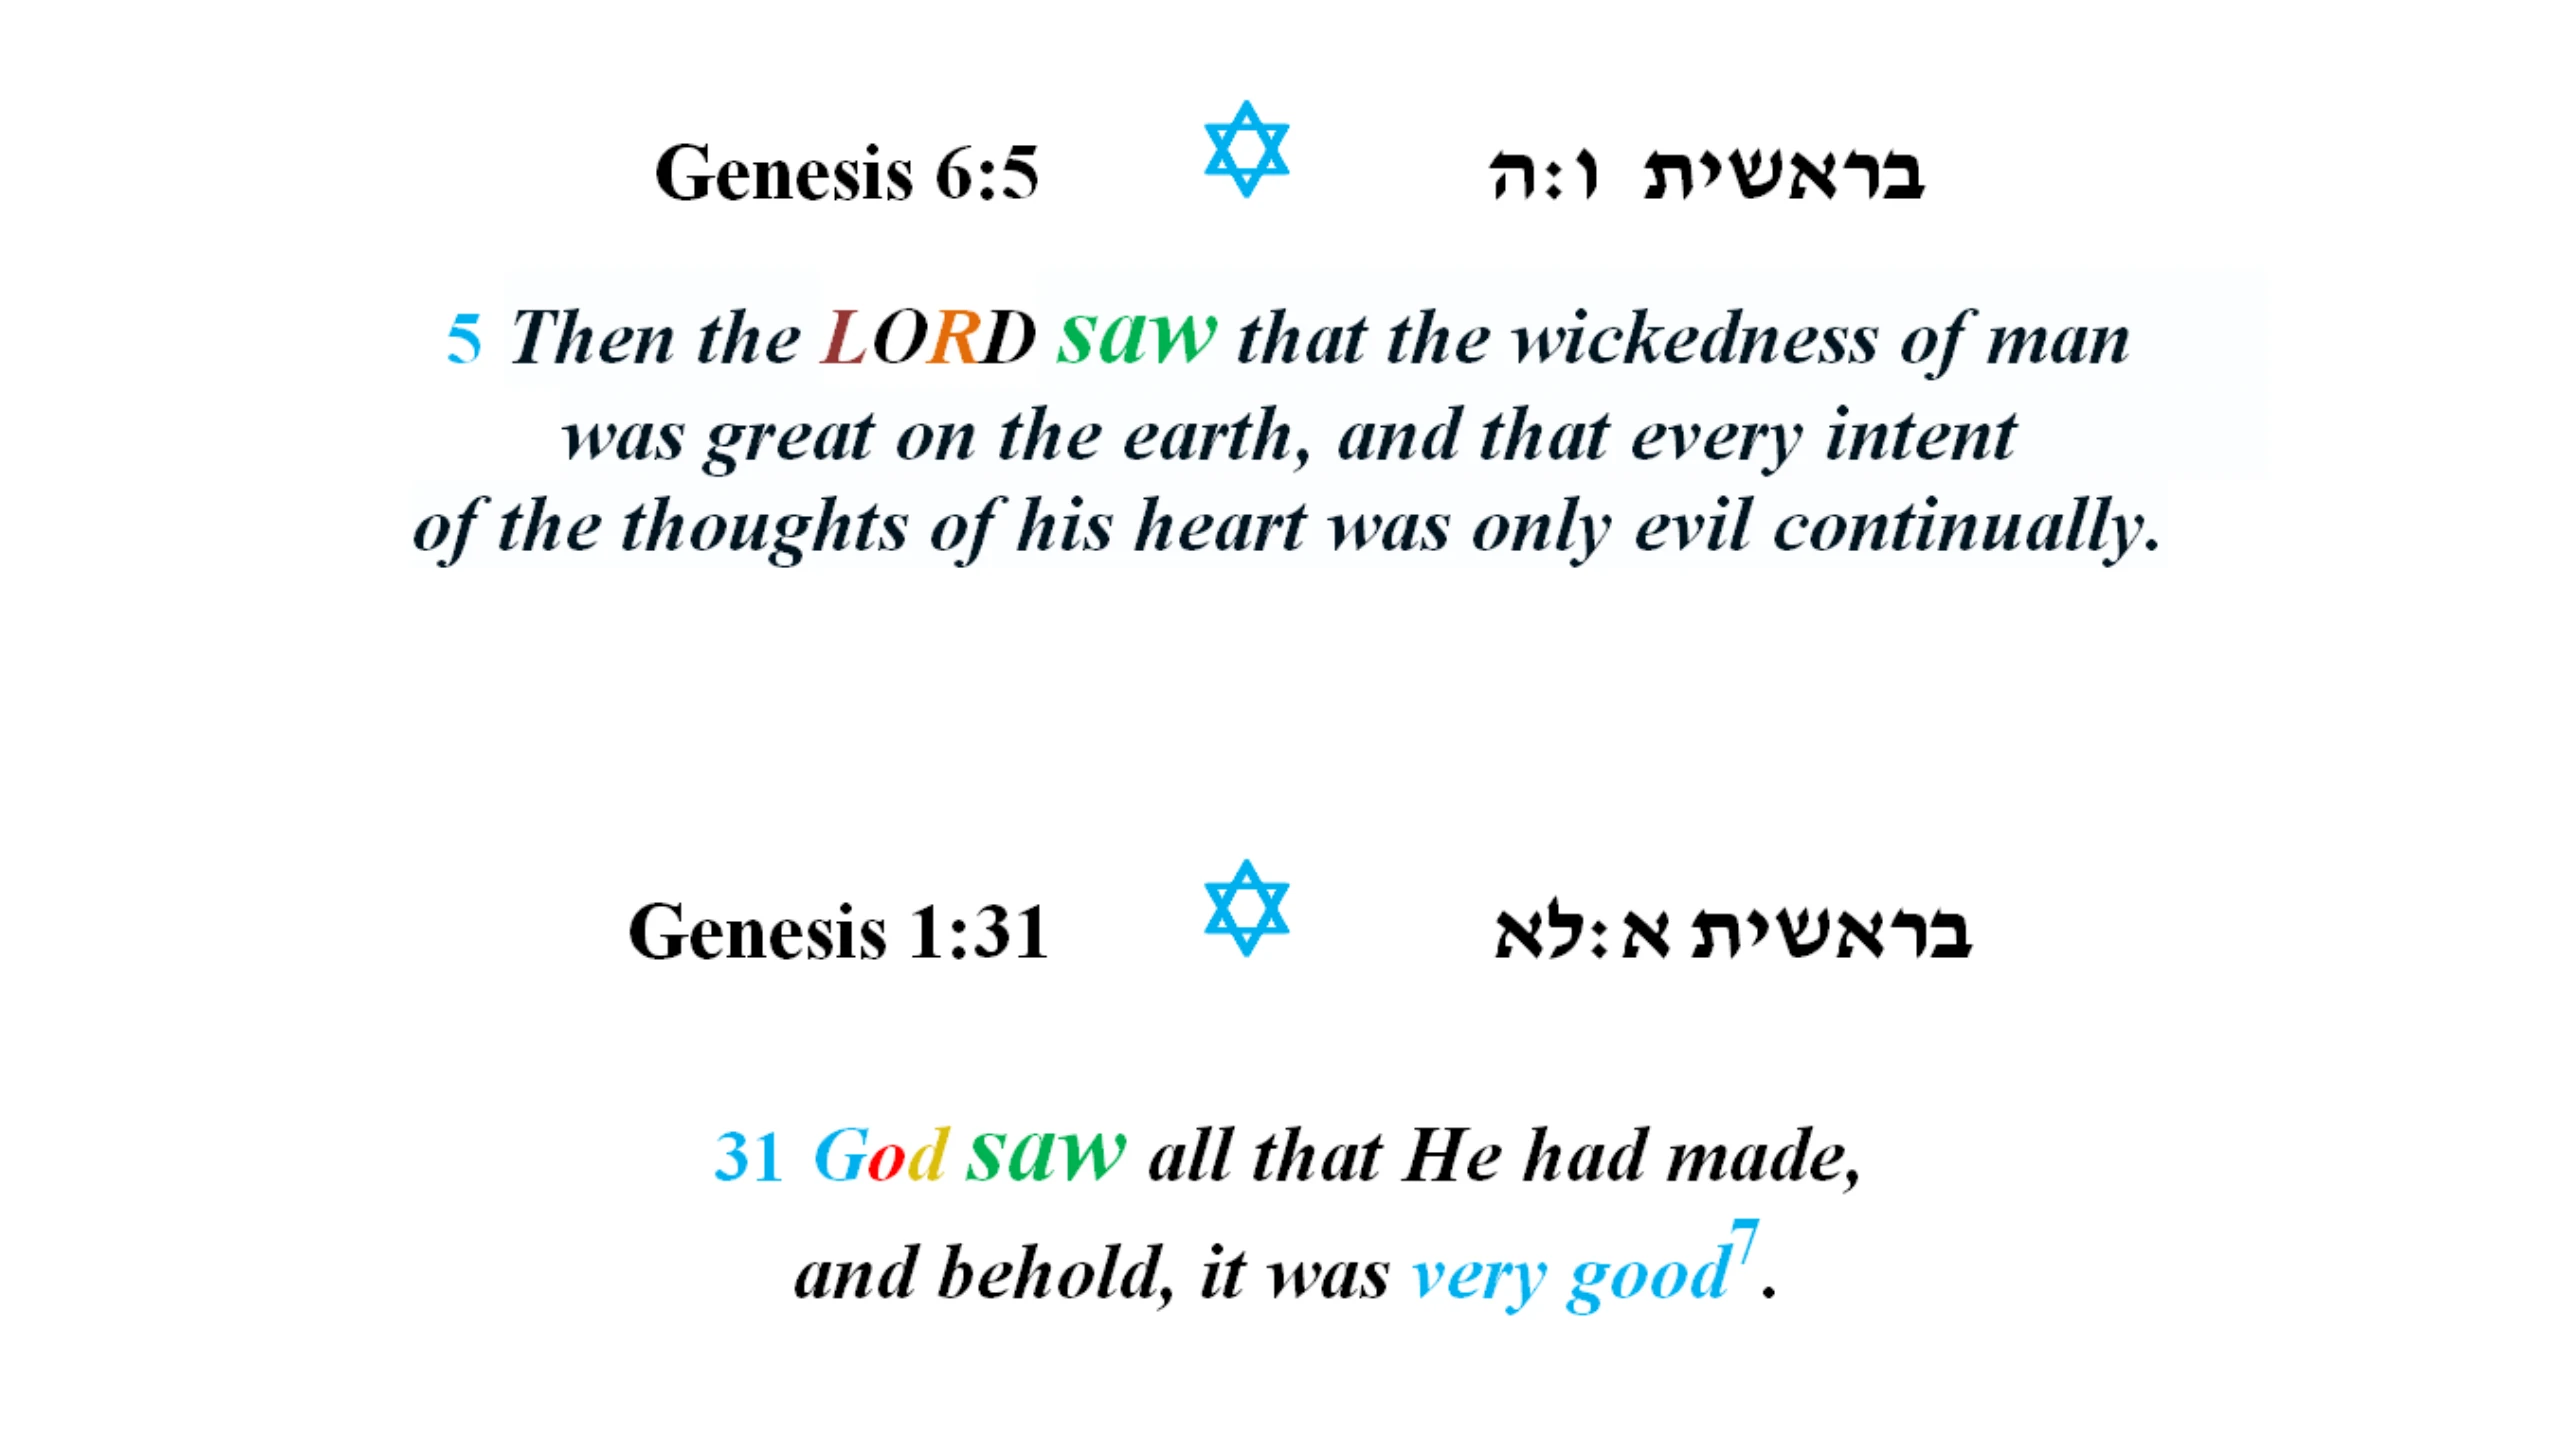 Genesis 6:5 ✡ בראשית ו:ה
5 Then the LORD saw that the wickedness of man
was great on the earth, and that every intent
of the thoughts of his heart was only evil continually.
Genesis 1:31 ✡ בראשית א:לא
31 God saw all that He had made,
and behold, it was very good⁷.